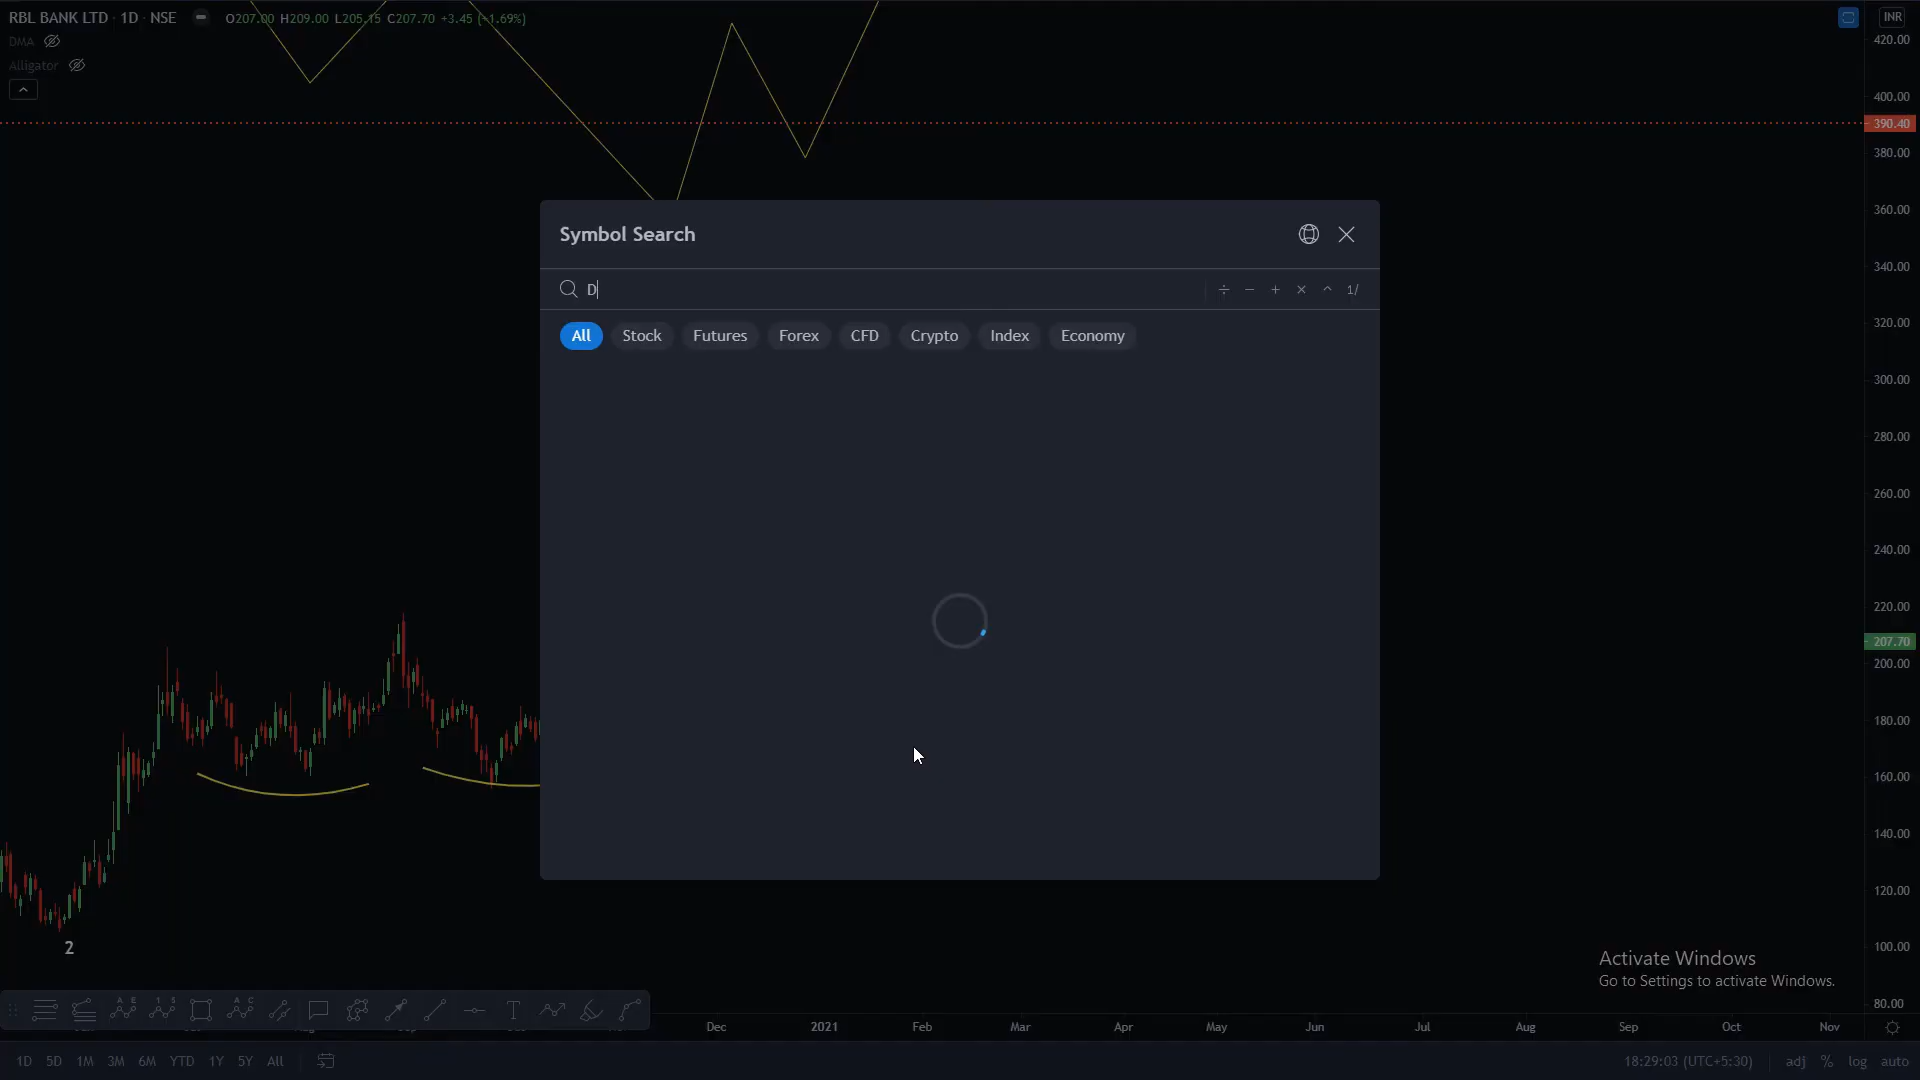 RBL BANK LTD · 1D · NSE O207.00 H209.00 L205.15 C207.70 +3.45 (+1.69%) INR
DMA
420.00
Alligator
400.00
390.40
380.00
360.00
Symbol Search
340.00
D ÷ − + × ^ 1/
320.00
All Stock Futures Forex CFD Crypto Index Economy
300.00
280.00
260.00
240.00
220.00
207.70
200.00
180.00
160.00
140.00
120.00
100.00
2
Activate Windows
Go to Settings to activate Windows.
80.00
Dec 2021 Feb Mar Apr May Jun Jul Aug Sep Oct Nov
1D 5D 1M 3M 6M YTD 1Y 5Y All 18:29:03 (UTC+5:30) adj % log auto